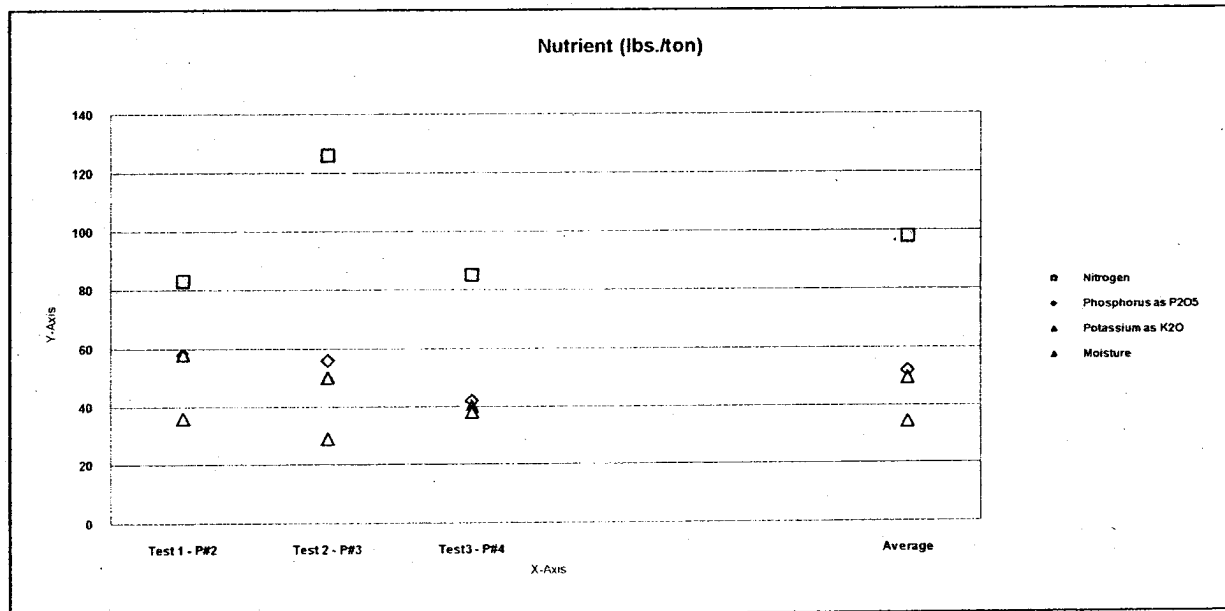 Nutrient (lbs./ton)
140
120
100
80
60
40
20
0
Y-Axis
Test 1 - P#2
Test 2 - P#3
Test3 - P#4
Average
X-Axis
Nitrogen
Phosphorus as P2O5
Potassium as K2O
Moisture